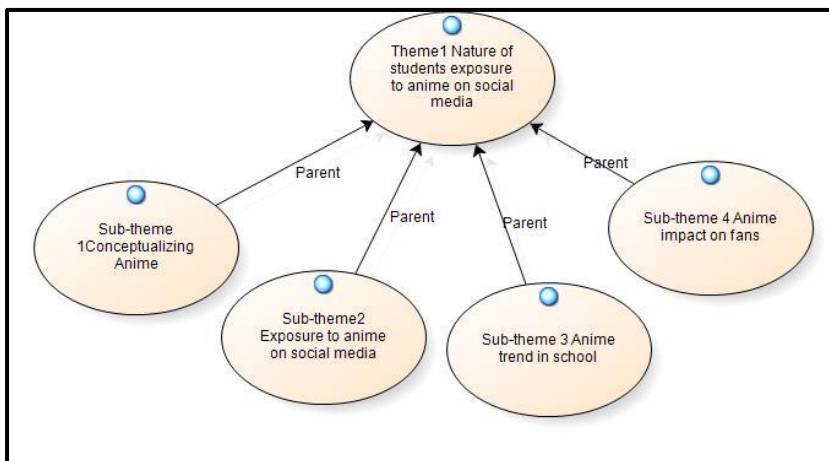 Theme1 Nature of
students exposure
to anime on social
media
Parent
Parent
Parent
Parent
Sub-theme
1Conceptualizing
Anime
Sub-theme2
Exposure to anime
on social media
Sub-theme 3 Anime
trend in school
Sub-theme 4 Anime
impact on fans